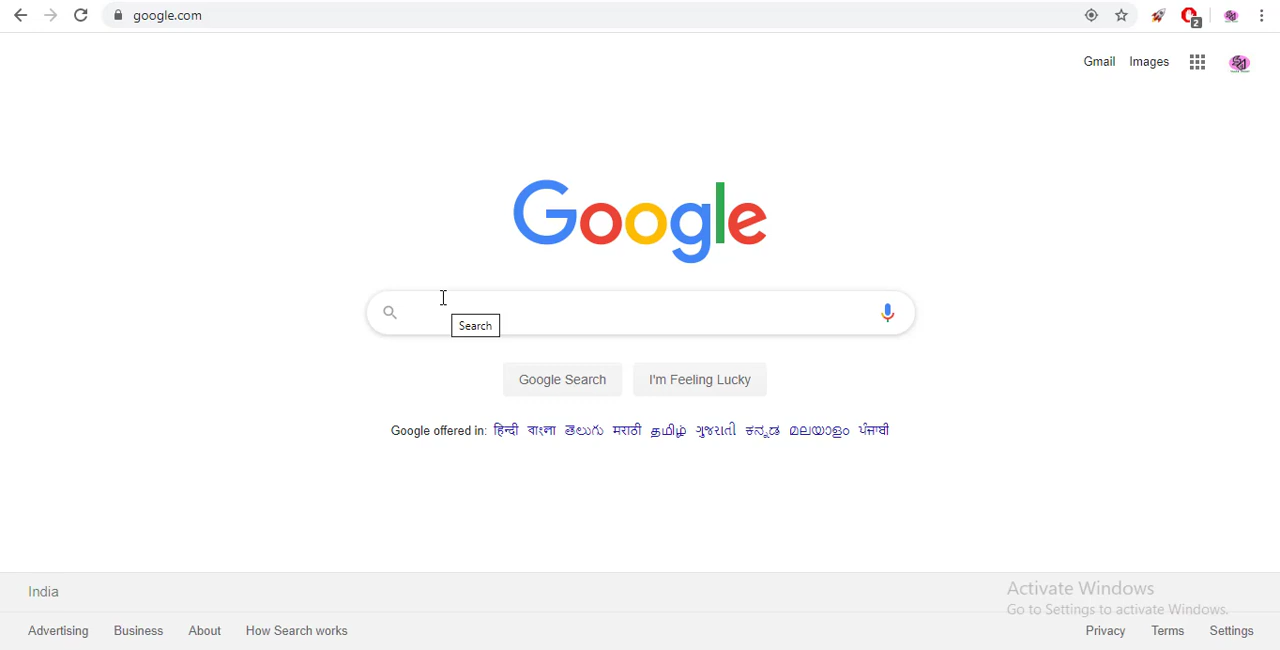 google.com
2
Gmail Images
Google
Search
Google Search I'm Feeling Lucky
Google offered in: हिन्दी বাংলা తెలుగు मराठी தமிழ் ગુજરાતી ಕನ್ನಡ മലയാളം ਪੰਜਾਬੀ
India
Activate Windows
Go to Settings to activate Windows.
Advertising Business About How Search works Privacy Terms Settings